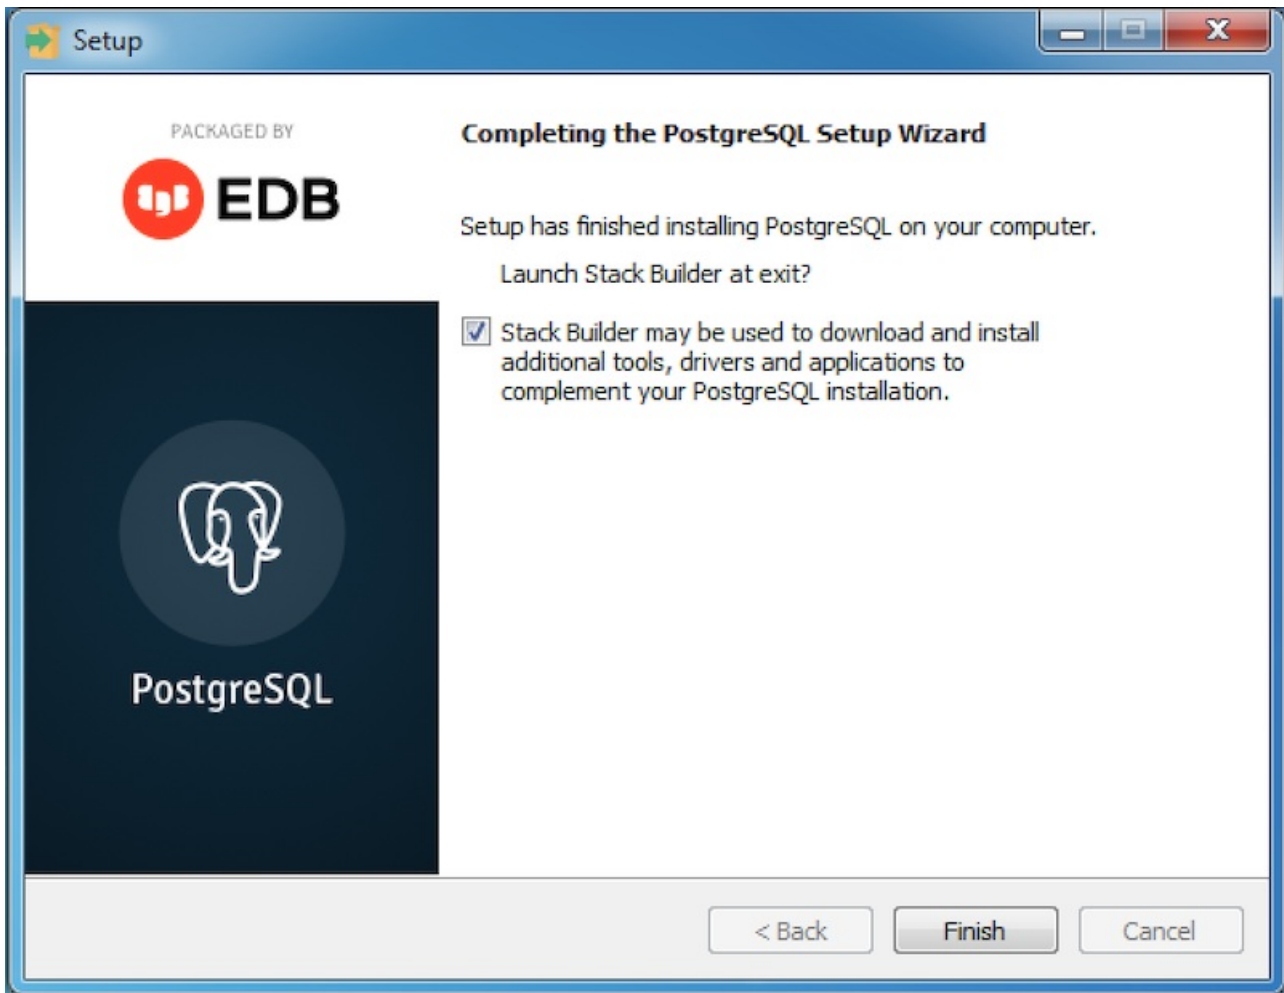 Setup
PACKAGED BY
EDB
Completing the PostgreSQL Setup Wizard
Setup has finished installing PostgreSQL on your computer.
Launch Stack Builder at exit?
Stack Builder may be used to download and install
additional tools, drivers and applications to
complement your PostgreSQL installation.
PostgreSQL
< Back
Finish
Cancel